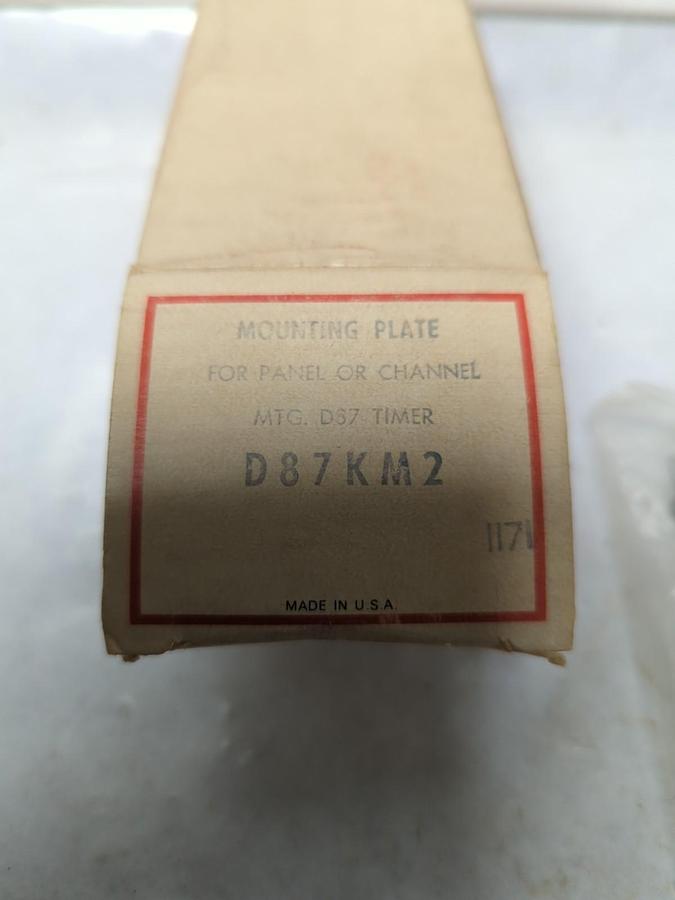 MOUNTING PLATE
FOR PANEL OR CHANNEL
MTG. D87 TIMER
D87KM2
1171
MADE IN U.S.A.